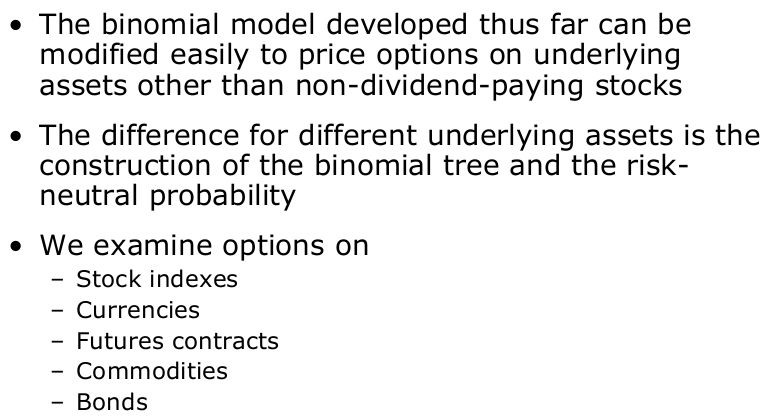 • The binomial model developed thus far can be
modified easily to price options on underlying
assets other than non-dividend-paying stocks
• The difference for different underlying assets is the
construction of the binomial tree and the risk-
neutral probability
• We examine options on
– Stock indexes
– Currencies
– Futures contracts
– Commodities
– Bonds